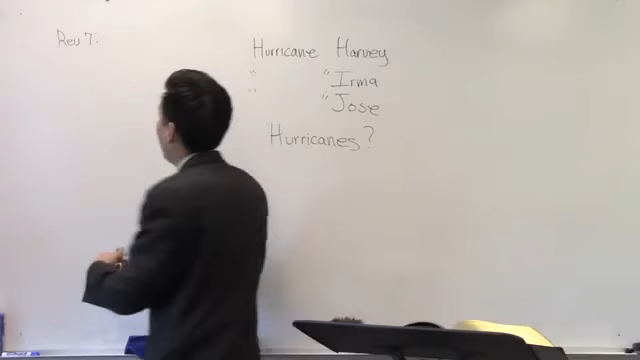 Rev 7:
Hurricane Harvey
" " Irma
" " Jose
Hurricanes?